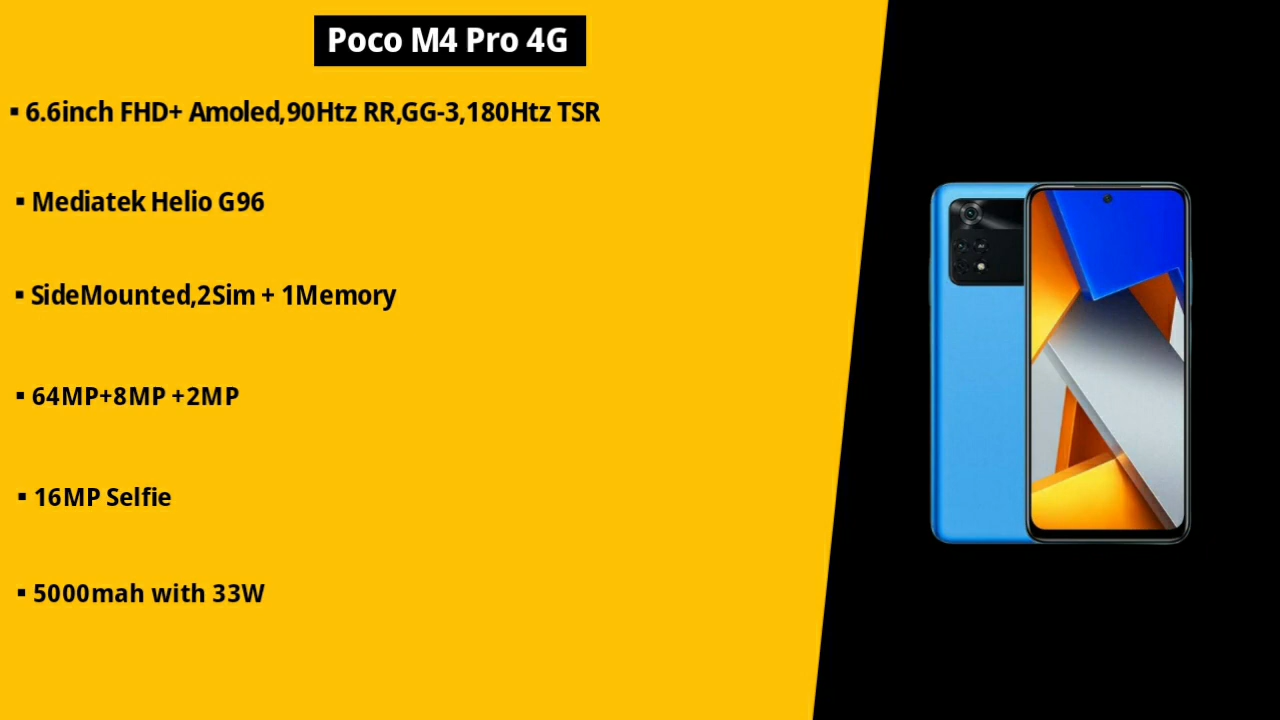 Poco M4 Pro 4G
▪ 6.6inch FHD+ Amoled,90Htz RR,GG-3,180Htz TSR
▪ Mediatek Helio G96
▪ SideMounted,2Sim + 1Memory
▪ 64MP+8MP +2MP
▪ 16MP Selfie
▪ 5000mah with 33W